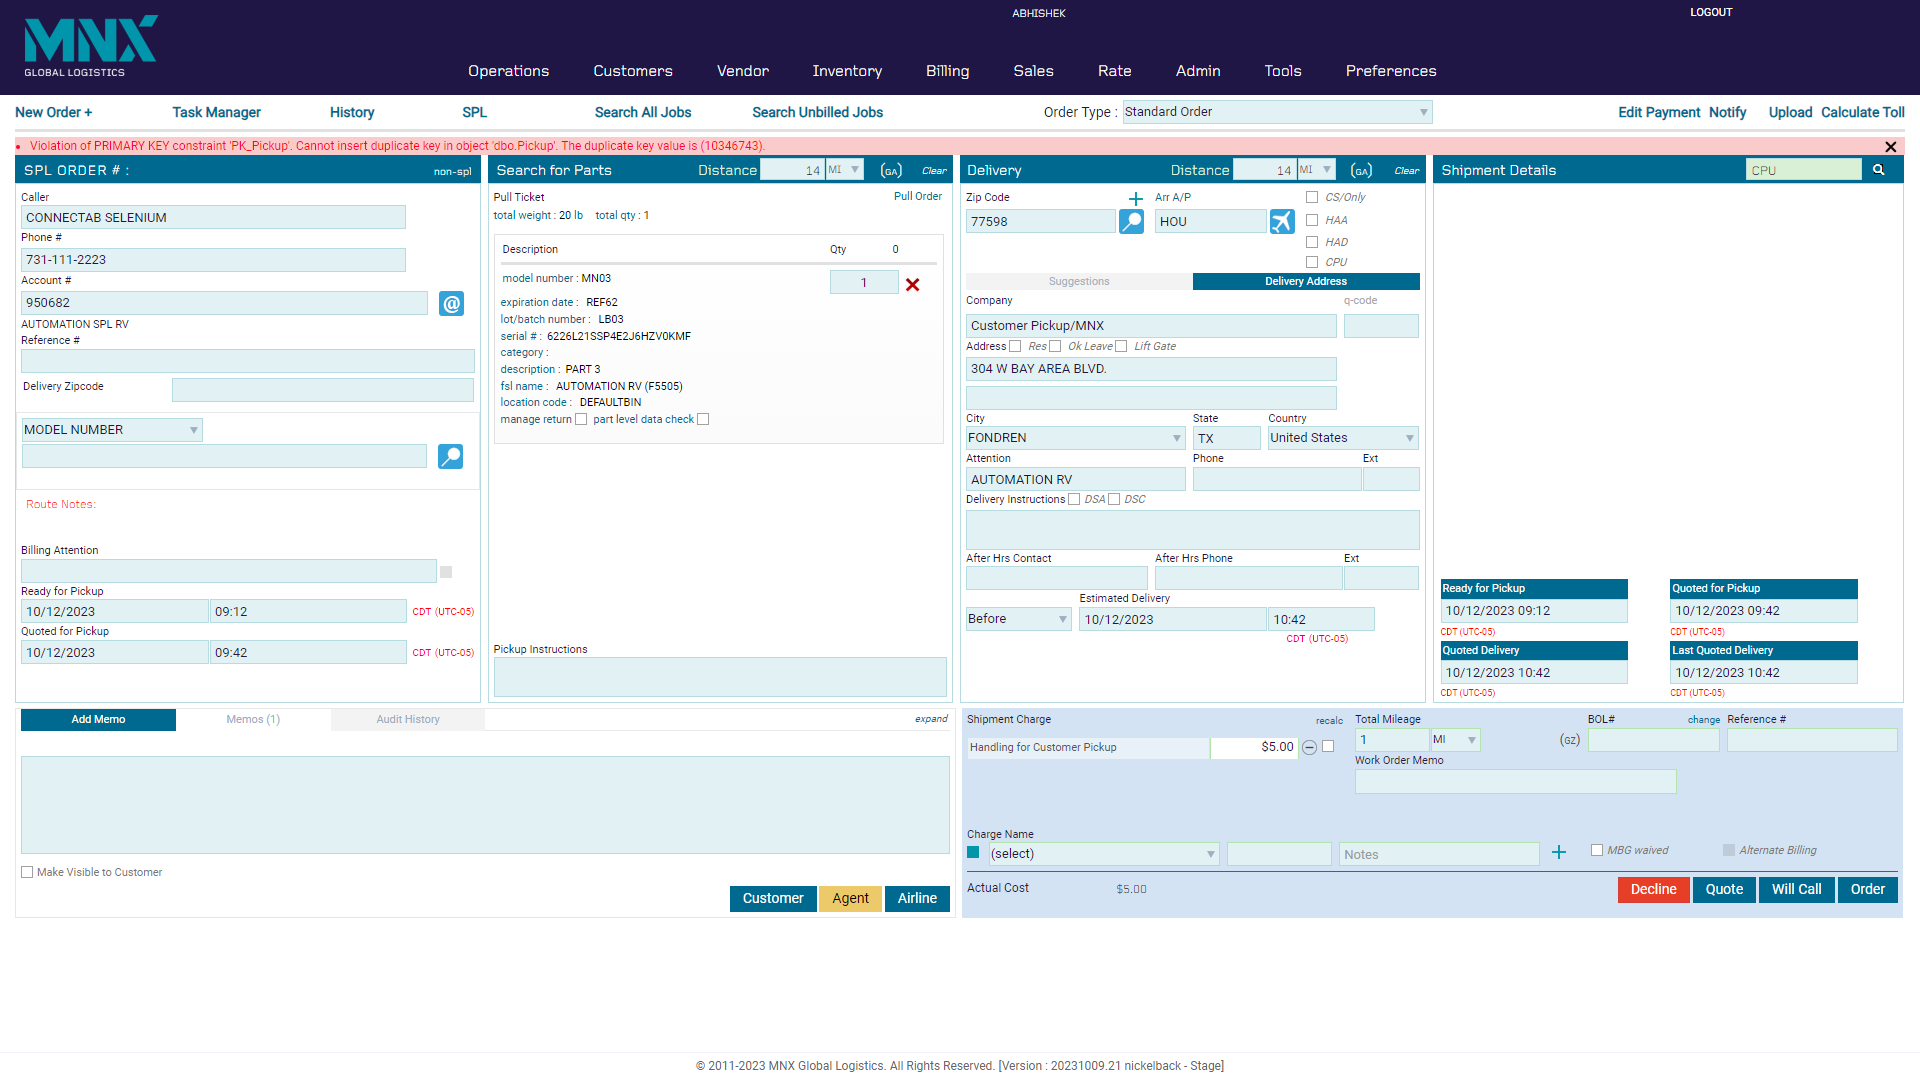 MNX
GLOBAL LOGISTICS
ABHISHEK
LOGOUT
Operations Customers Vendor Inventory Billing Sales Rate Admin Tools Preferences
New Order + Task Manager History SPL Search All Jobs Search Unbilled Jobs Order Type : Standard Order Edit Payment Notify Upload Calculate Toll
Violation of PRIMARY KEY constraint 'PK_Pickup'. Cannot insert duplicate key in object 'dbo.Pickup'. The duplicate key value is (10346743).
SPL ORDER # : non-spl
Caller
CONNECTAB SELENIUM
Phone #
731-111-2223
Account #
950682
@
AUTOMATION SPL RV
Reference #
Delivery Zipcode
MODEL NUMBER
Route Notes:
Billing Attention
Ready for Pickup
10/12/2023 09:12 CDT (UTC-05)
Quoted for Pickup
10/12/2023 09:42 CDT (UTC-05)
Search for Parts Distance 14 MI (GA) Clear
Pull Ticket Pull Order
total weight : 20 lb total qty : 1
Description Qty 0
model number : MN03 1
expiration date : REF62
lot/batch number : LB03
serial # : 6226L21SSP4E2J6HZV0KMF
category :
description : PART 3
fsl name : AUTOMATION RV (F5505)
location code : DEFAULTBIN
manage return part level data check
Pickup Instructions
Delivery Distance 14 MI (GA) Clear
Zip Code Arr A/P CS/Only
77598 HOU HAA
HAD
CPU
Suggestions Delivery Address
Company q-code
Customer Pickup/MNX
Address Res Ok Leave Lift Gate
304 W BAY AREA BLVD.
City State Country
FONDREN TX United States
Attention Phone Ext
AUTOMATION RV
Delivery Instructions DSA DSC
After Hrs Contact After Hrs Phone Ext
Estimated Delivery
Before 10/12/2023 10:42
CDT (UTC-05)
Shipment Details CPU
Ready for Pickup Quoted for Pickup
10/12/2023 09:12 10/12/2023 09:42
CDT (UTC-05) CDT (UTC-05)
Quoted Delivery Last Quoted Delivery
10/12/2023 10:42 10/12/2023 10:42
CDT (UTC-05) CDT (UTC-05)
Add Memo Memos (1) Audit History expand
Make Visible to Customer
Customer Agent Airline
Shipment Charge recalc Total Mileage BOL# change Reference #
Handling for Customer Pickup $5.00 1 MI (GZ)
Work Order Memo
Charge Name
(select) Notes MBG waived Alternate Billing
Actual Cost $5.00 Decline Quote Will Call Order
© 2011-2023 MNX Global Logistics. All Rights Reserved. [Version : 20231009.21 nickelback - Stage]